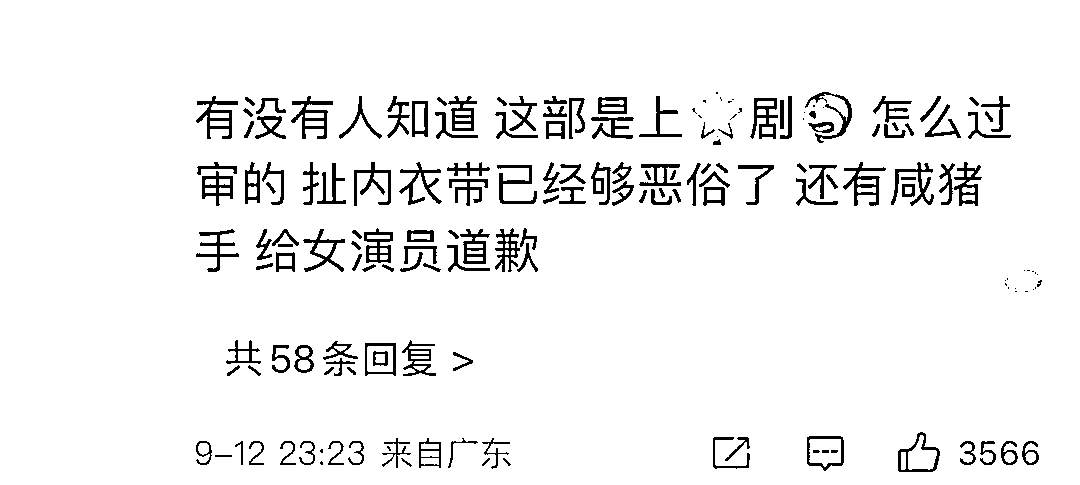 有没有人知道 这部是上⭐剧 怎么过
审的 扯内衣带已经够恶俗了 还有咸猪
手 给女演员道歉
共58条回复 >
9-12 23:23 来自广东 3566